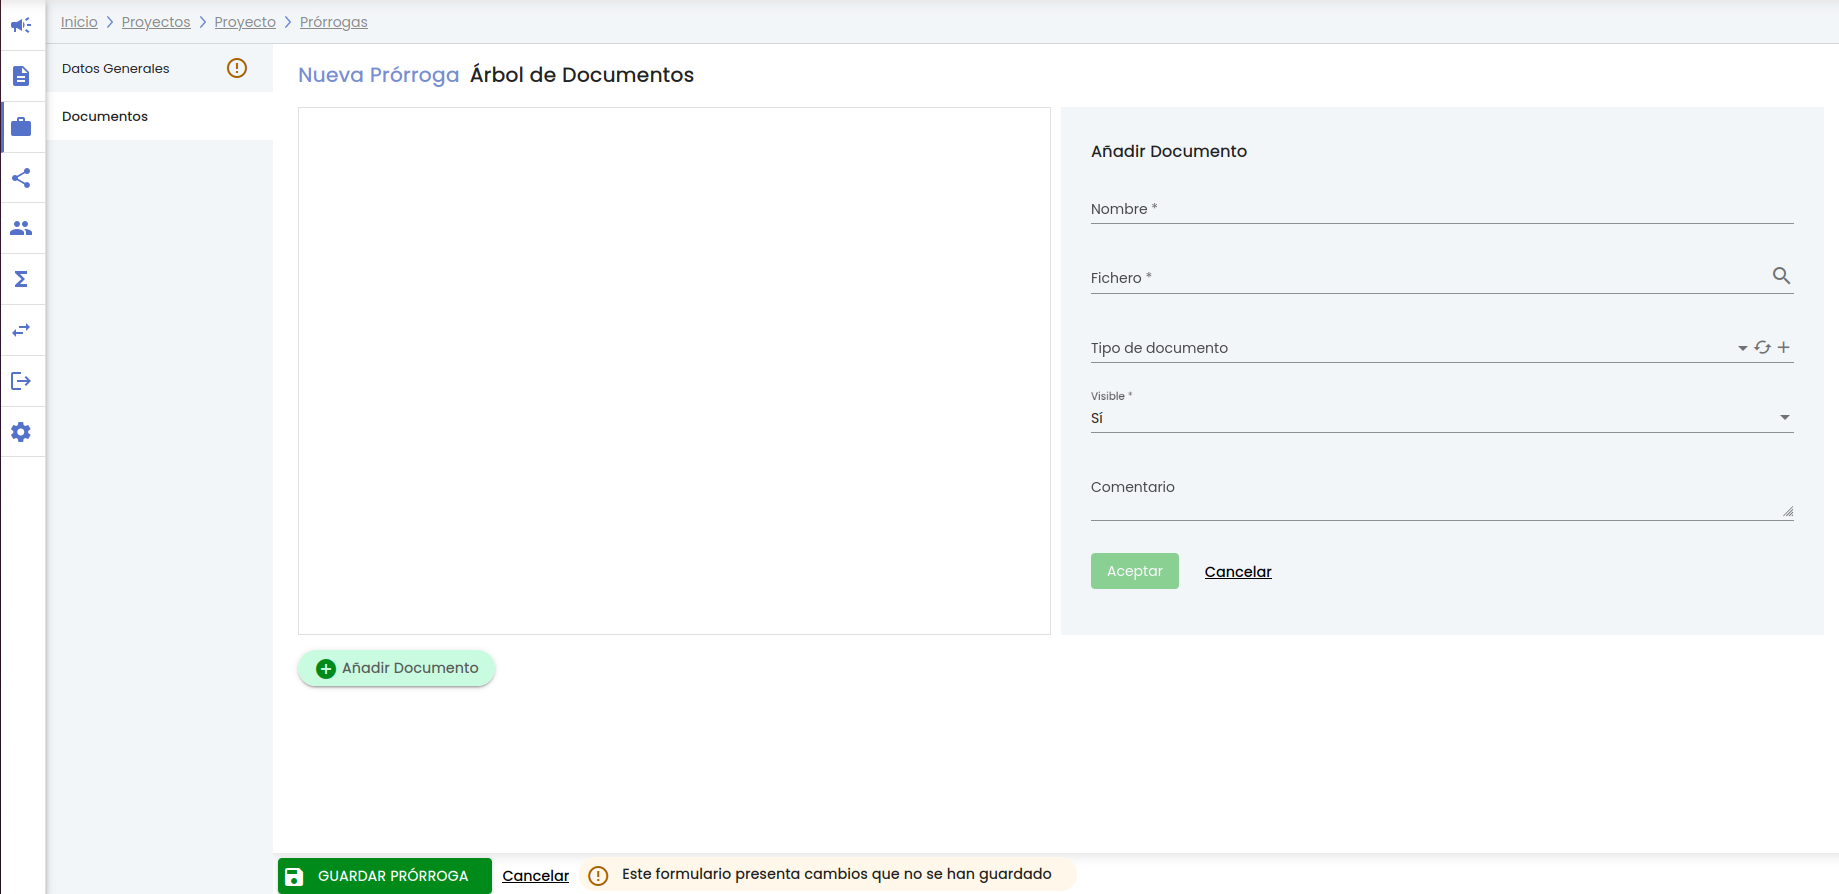 Inicio > Proyectos > Proyecto > Prórrogas
Datos Generales
Documentos
Nueva Prórroga Árbol de Documentos
Añadir Documento
Nombre *
Fichero *
Tipo de documento
Visible *
Sí
Comentario
Aceptar Cancelar
Añadir Documento
GUARDAR PRÓRROGA Cancelar Este formulario presenta cambios que no se han guardado